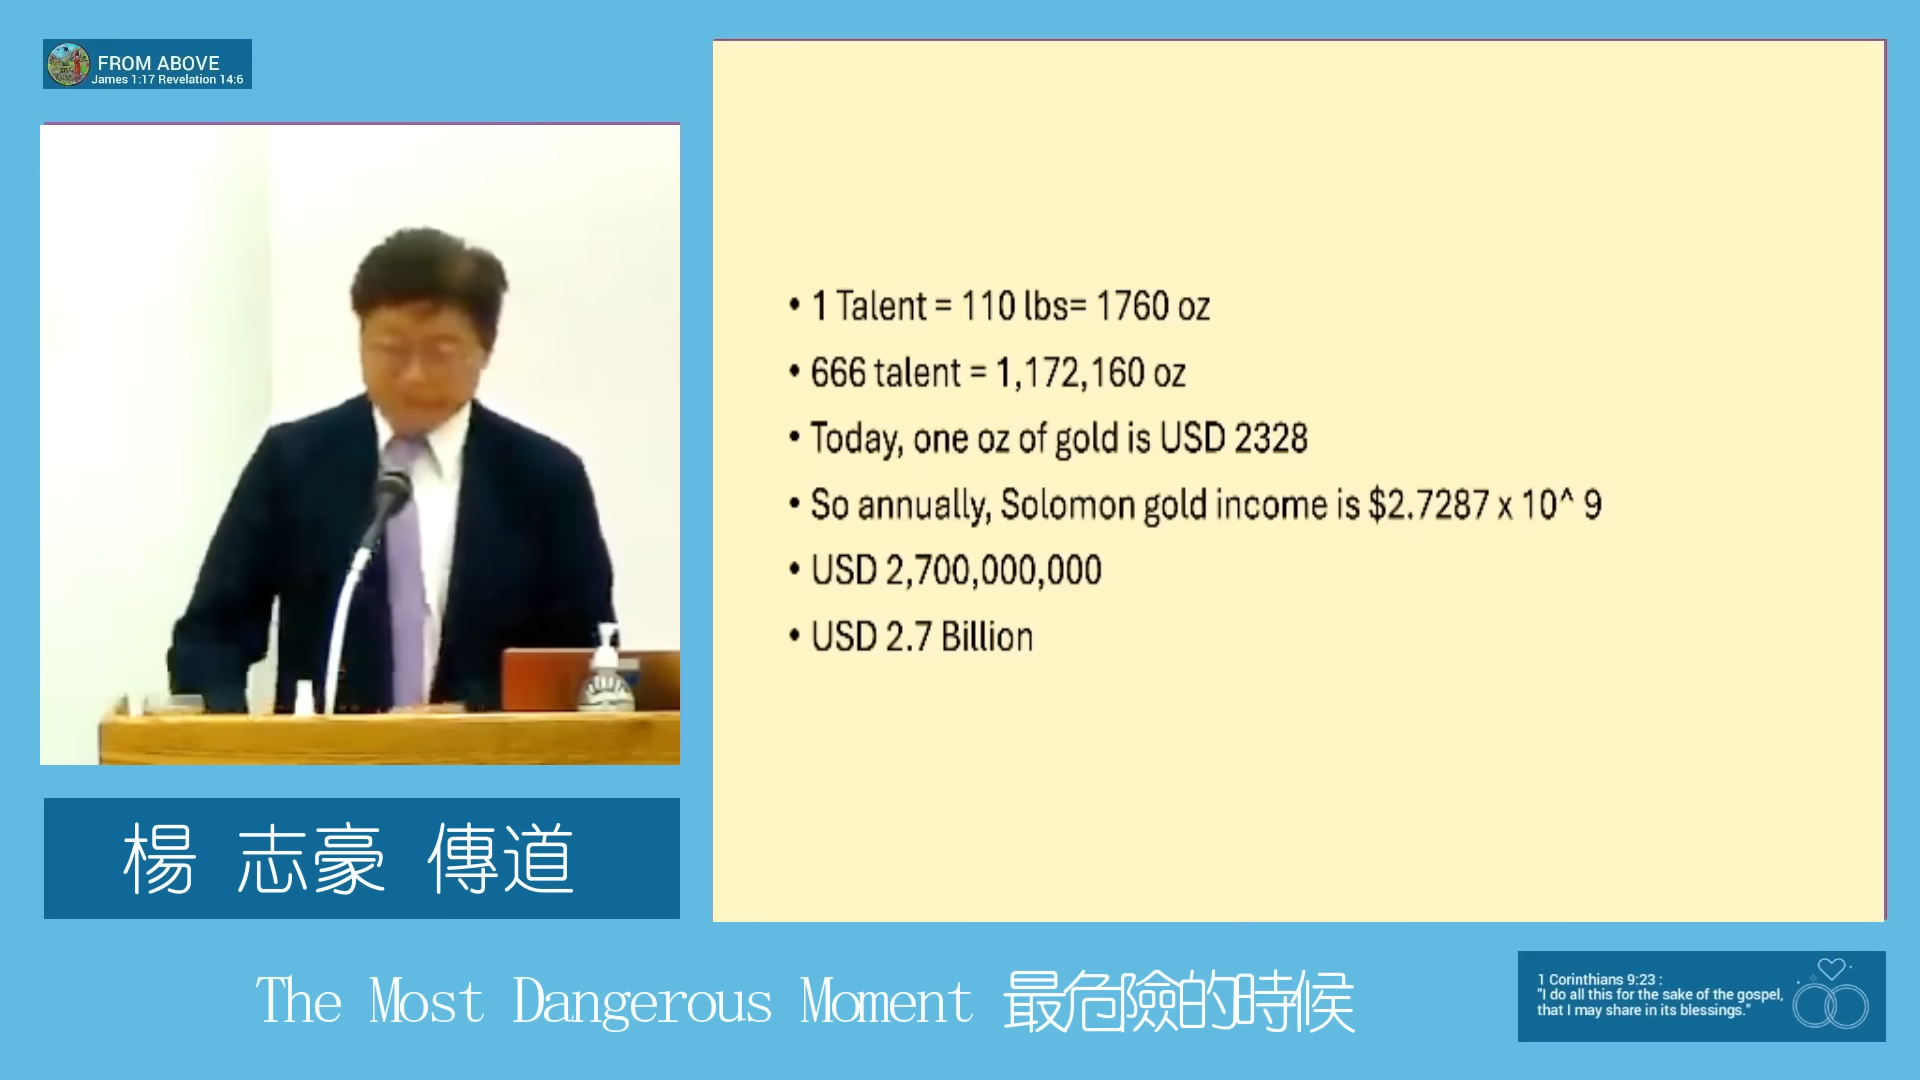 FROM ABOVE
James 1:17 Revelation 14:6
• 1 Talent = 110 lbs= 1760 oz
• 666 talent = 1,172,160 oz
• Today, one oz of gold is USD 2328
• So annually, Solomon gold income is $2.7287 x 10^ 9
• USD 2,700,000,000
• USD 2.7 Billion
楊 志豪 傳道
The Most Dangerous Moment 最危險的時候
1 Corinthians 9:23 :
"I do all this for the sake of the gospel,
that I may share in its blessings."